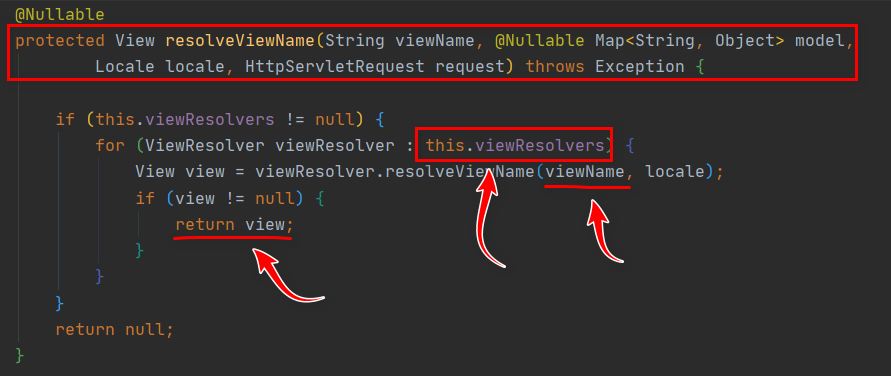 @Nullable
protected View resolveViewName(String viewName, @Nullable Map<String, Object> model,
Locale locale, HttpServletRequest request) throws Exception {
if (this.viewResolvers != null) {
for (ViewResolver viewResolver : this.viewResolvers) {
View view = viewResolver.resolveViewName(viewName, locale);
if (view != null) {
return view;
}
}
}
return null;
}